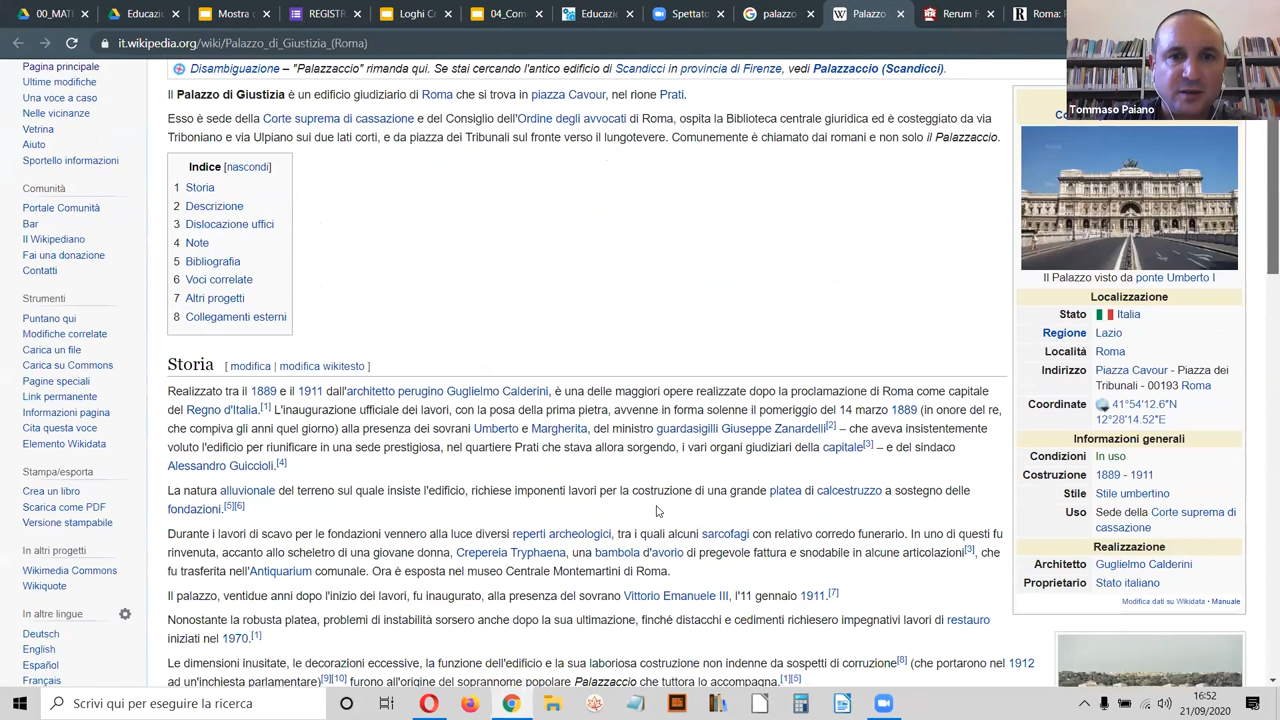 00_MAT
Educazi
Mostra c
REGISTR
Loghi Cr
04_Come
Educazio
Spettato
palazzo
Palazzo
Rerum R
Roma:
it.wikipedia.org/wiki/Palazzo_di_Giustizia_(Roma)
Tommaso Paiano
Pagina principale
Ultime modifiche
Una voce a caso
Nelle vicinanze
Vetrina
Aiuto
Sportello informazioni
Comunità
Portale Comunità
Bar
Il Wikipediano
Fai una donazione
Contatti
Strumenti
Puntano qui
Modifiche correlate
Carica un file
Carica su Commons
Pagine speciali
Link permanente
Informazioni pagina
Cita questa voce
Elemento Wikidata
Stampa/esporta
Crea un libro
Scarica come PDF
Versione stampabile
In altri progetti
Wikimedia Commons
Wikiquote
In altre lingue
Deutsch
English
Español
Français
Disambiguazione – "Palazzaccio" rimanda qui. Se stai cercando l'antico edificio di Scandicci in provincia di Firenze, vedi Palazzaccio (Scandicci).
Il Palazzo di Giustizia è un edificio giudiziario di Roma che si trova in piazza Cavour, nel rione Prati.
Esso è sede della Corte suprema di cassazione e del Consiglio dell'Ordine degli avvocati di Roma, ospita la Biblioteca centrale giuridica ed è costeggiato da via
Triboniano e via Ulpiano sui due lati corti, e da piazza dei Tribunali sul fronte verso il lungotevere. Comunemente è chiamato dai romani e non solo il Palazzaccio.
Indice [nascondi]
1 Storia
2 Descrizione
3 Dislocazione uffici
4 Note
5 Bibliografia
6 Voci correlate
7 Altri progetti
8 Collegamenti esterni
Storia [ modifica | modifica wikitesto ]
Realizzato tra il 1889 e il 1911 dall'architetto perugino Guglielmo Calderini, è una delle maggiori opere realizzate dopo la proclamazione di Roma come capitale
del Regno d'Italia.[1] L'inaugurazione ufficiale dei lavori, con la posa della prima pietra, avvenne in forma solenne il pomeriggio del 14 marzo 1889 (in onore del re,
che compiva gli anni quel giorno) alla presenza dei reali Umberto e Margherita, del ministro guardasigilli Giuseppe Zanardelli[2] – che aveva insistentemente
voluto l'edificio per riunificare in una sede prestigiosa, nel quartiere Prati che stava allora sorgendo, i vari organi giudiziari della capitale[3] – e del sindaco
Alessandro Guiccioli.[4]
La natura alluvionale del terreno sul quale insiste l'edificio, richiese imponenti lavori per la costruzione di una grande platea di calcestruzzo a sostegno delle
fondazioni.[5][6]
Durante i lavori di scavo per le fondazioni vennero alla luce diversi reperti archeologici, tra i quali alcuni sarcofagi con relativo corredo funerario. In uno di questi fu
rinvenuta, accanto allo scheletro di una giovane donna, Crepereia Tryphaena, una bambola d'avorio di pregevole fattura e snodabile in alcune articolazioni[3], che
fu trasferita nell'Antiquarium comunale. Ora è esposta nel museo Centrale Montemartini di Roma.
Il palazzo, ventidue anni dopo l'inizio dei lavori, fu inaugurato, alla presenza del sovrano Vittorio Emanuele III, l'11 gennaio 1911.[7]
Nonostante la robusta platea, problemi di instabilità sorsero anche dopo la sua ultimazione, finché distacchi e cedimenti richiesero impegnativi lavori di restauro
iniziati nel 1970.[1]
Le dimensioni inusitate, le decorazioni eccessive, la funzione dell'edificio e la sua laboriosa costruzione non indenne da sospetti di corruzione[8] (che portarono nel 1912
ad un'inchiesta parlamentare)[9][10] furono all'origine del soprannome popolare Palazzaccio che tuttora lo accompagna.[1][5]
Il Palazzo visto da ponte Umberto I
Localizzazione
Stato Italia
Regione Lazio
Località Roma
Indirizzo Piazza Cavour - Piazza dei
Tribunali - 00193 Roma
Coordinate 41°54′12.6″N
12°28′14.52″E
Informazioni generali
Condizioni In uso
Costruzione 1889 - 1911
Stile Stile umbertino
Uso Sede della Corte suprema di
cassazione
Realizzazione
Architetto Guglielmo Calderini
Proprietario Stato italiano
Modifica dati su Wikidata · Manuale
Scrivi qui per eseguire la ricerca
16:52
21/09/2020